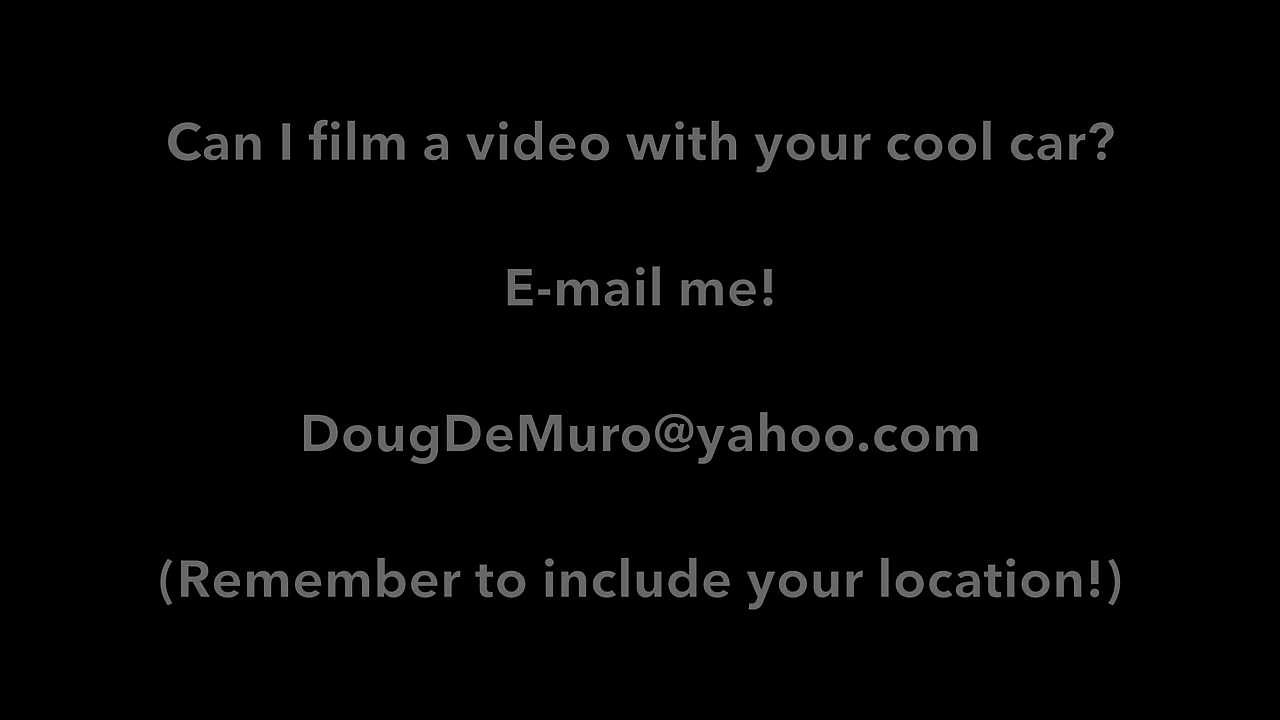 Can I film a video with your cool car?
E-mail me!
DougDeMuro@yahoo.com
(Remember to include your location!)